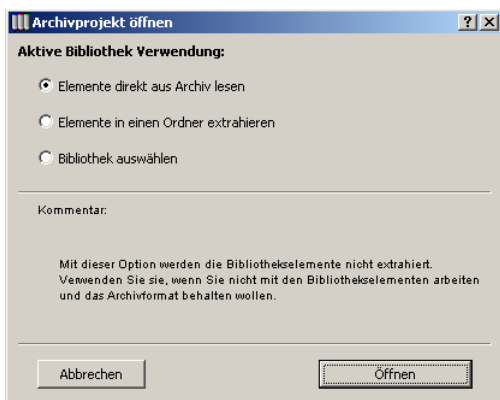 Archivprojekt öffnen
Aktive Bibliothek Verwendung:
Elemente direkt aus Archiv lesen
Elemente in einen Ordner extrahieren
Bibliothek auswählen
Kommentar:
Mit dieser Option werden die Bibliothekselemente nicht extrahiert.
Verwenden Sie sie, wenn Sie nicht mit den Bibliothekselementen arbeiten
und das Archivformat behalten wollen.
Abbrechen Öffnen